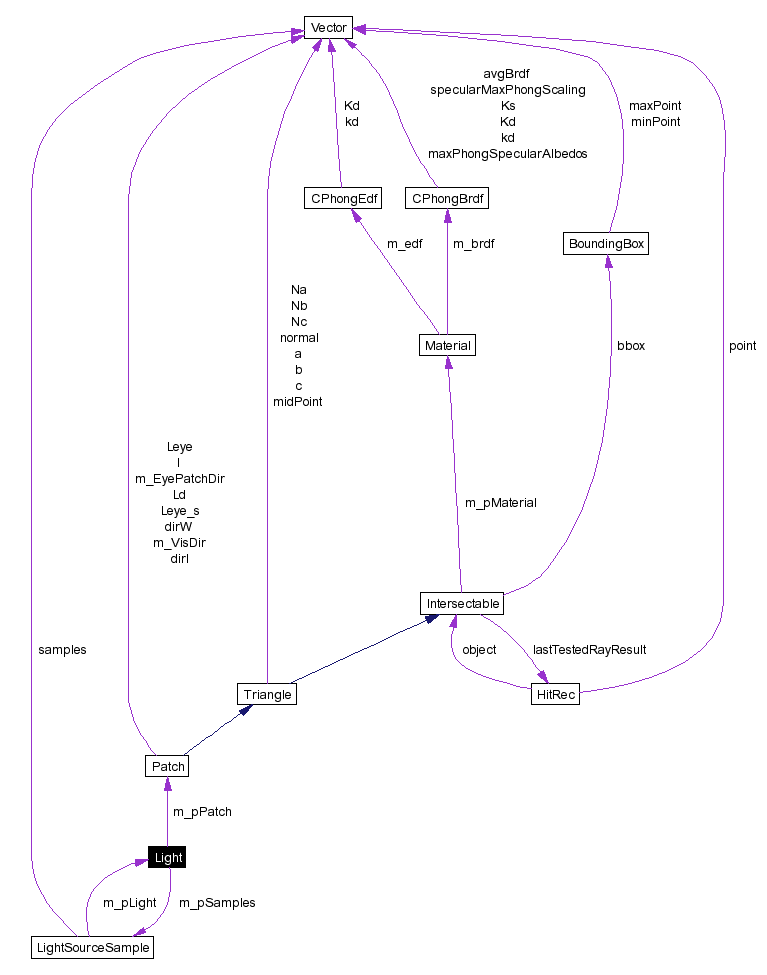 Vector
avgBrdf
specularMaxPhongScaling
Ks
Kd
kd
maxPhongSpecularAlbedos
Kd
kd
maxPoint
minPoint
CPhongEdf
CPhongBrdf
BoundingBox
m_edf
m_brdf
Na
Nb
Nc
normal
a
b
c
midPoint
Material
bbox
point
Leye
l
m_EyePatchDir
Ld
Leye_s
dirW
m_VisDir
dirl
m_pMaterial
Intersectable
samples
object
lastTestedRayResult
Triangle
HitRec
Patch
m_pPatch
Light
m_pLight
m_pSamples
LightSourceSample